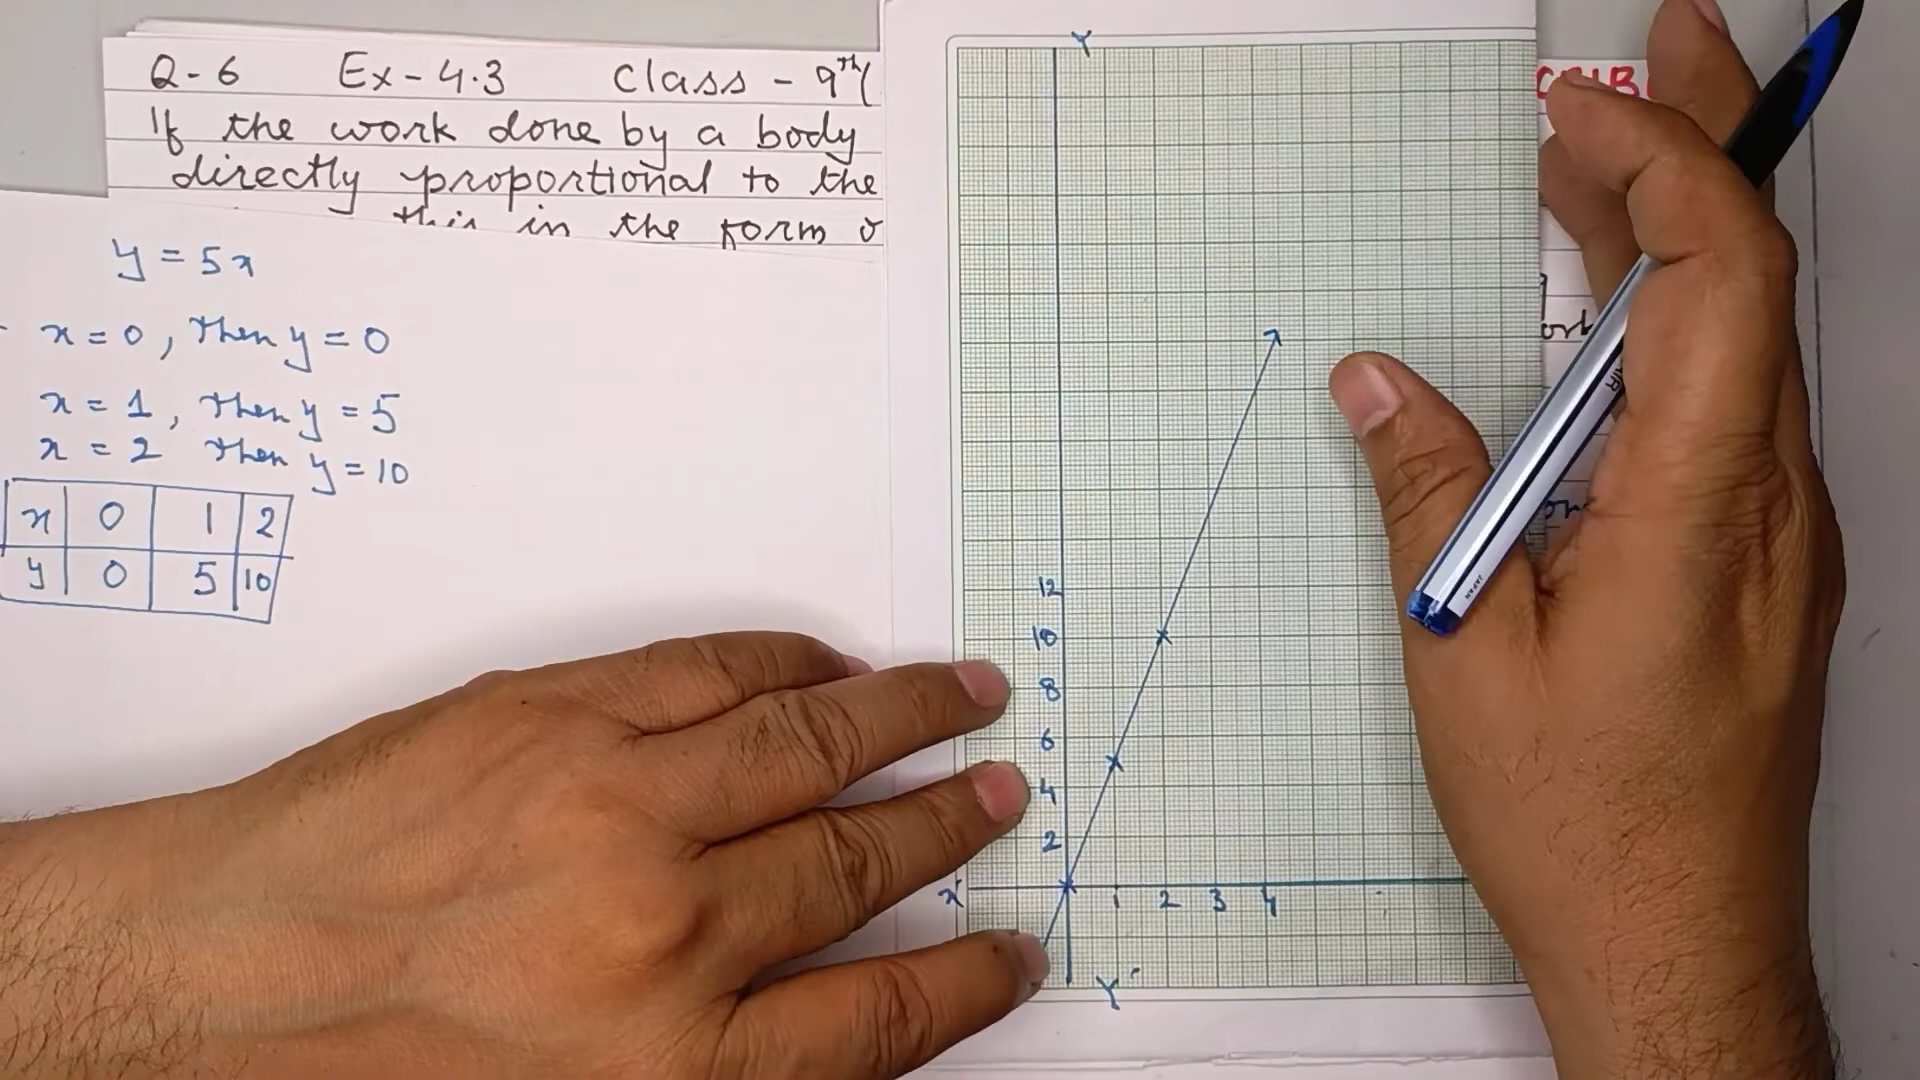 Q-6 Ex-4.3 Class-9th(
If the work done by a body
directly proportional to the
this in the form o
y = 5x
x = 0, then y = 0
x = 1, then y = 5
x = 2 then y = 10
x 0 1 2
y 0 5 10
Y
12
10
8
6
4
2
X' 1 2 3 4
Y'
JAPAN